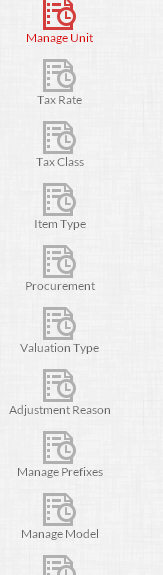 Manage Unit
Tax Rate
Tax Class
Item Type
Procurement
Valuation Type
Adjustment Reason
Manage Prefixes
Manage Model